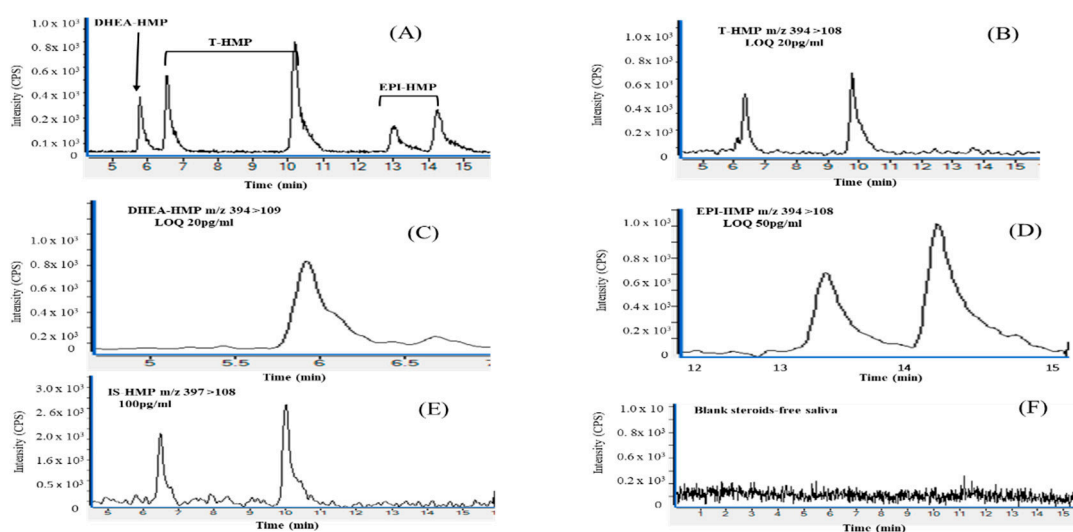 DHEA-HMP
T-HMP
(A)
EPI-HMP
Intensity (CPS)
1.0 x 10³
0.8 x 10³
0.6 x 10³
0.4 x 10³
0.1 x 10³
0
5 6 7 8 9 10 11 12 13 14 15
Time (min)
T-HMP m/z 394 >108
LOQ 20pg/ml
(B)
Intensity (CPS)
1.0 x 10³
0.8 x 10³
0.6 x 10³
0.4 x 10³
0.2 x 10³
0
5 6 7 8 9 10 11 12 13 14 15
Time (min)
DHEA-HMP m/z 394 >109
LOQ 20pg/ml
(C)
Intensity (CPS)
1.0 x 10³
0.8 x 10³
0.6 x 10³
0.4 x 10³
0.2 x 10³
0
5 5.5 6 6.5
Time (min)
EPI-HMP m/z 394 >108
LOQ 50pg/ml
(D)
Intensity (CPS)
1.0 x 10³
0.8 x 10³
0.6 x 10³
0.4 x 10³
0.2 x 10³
0
12 13 14 15
Time (min)
IS-HMP m/z 397 >108
100pg/ml
(E)
Intensity (CPS)
3.0 x 10³
2.6 x 10³
2.0 x 10³
1.6 x 10³
0.5 x 10³
0
5 6 7 8 9 10 11 12 13 14 15
Time (min)
Blank steroids-free saliva
(F)
Intensity (CPS)
1.0 x 10
0.8 x 10³
0.6 x 10³
0.4 x 10³
0.2 x 10³
0
1 2 3 4 5 6 7 8 9 10 11 12 13 14 15
Time (min)